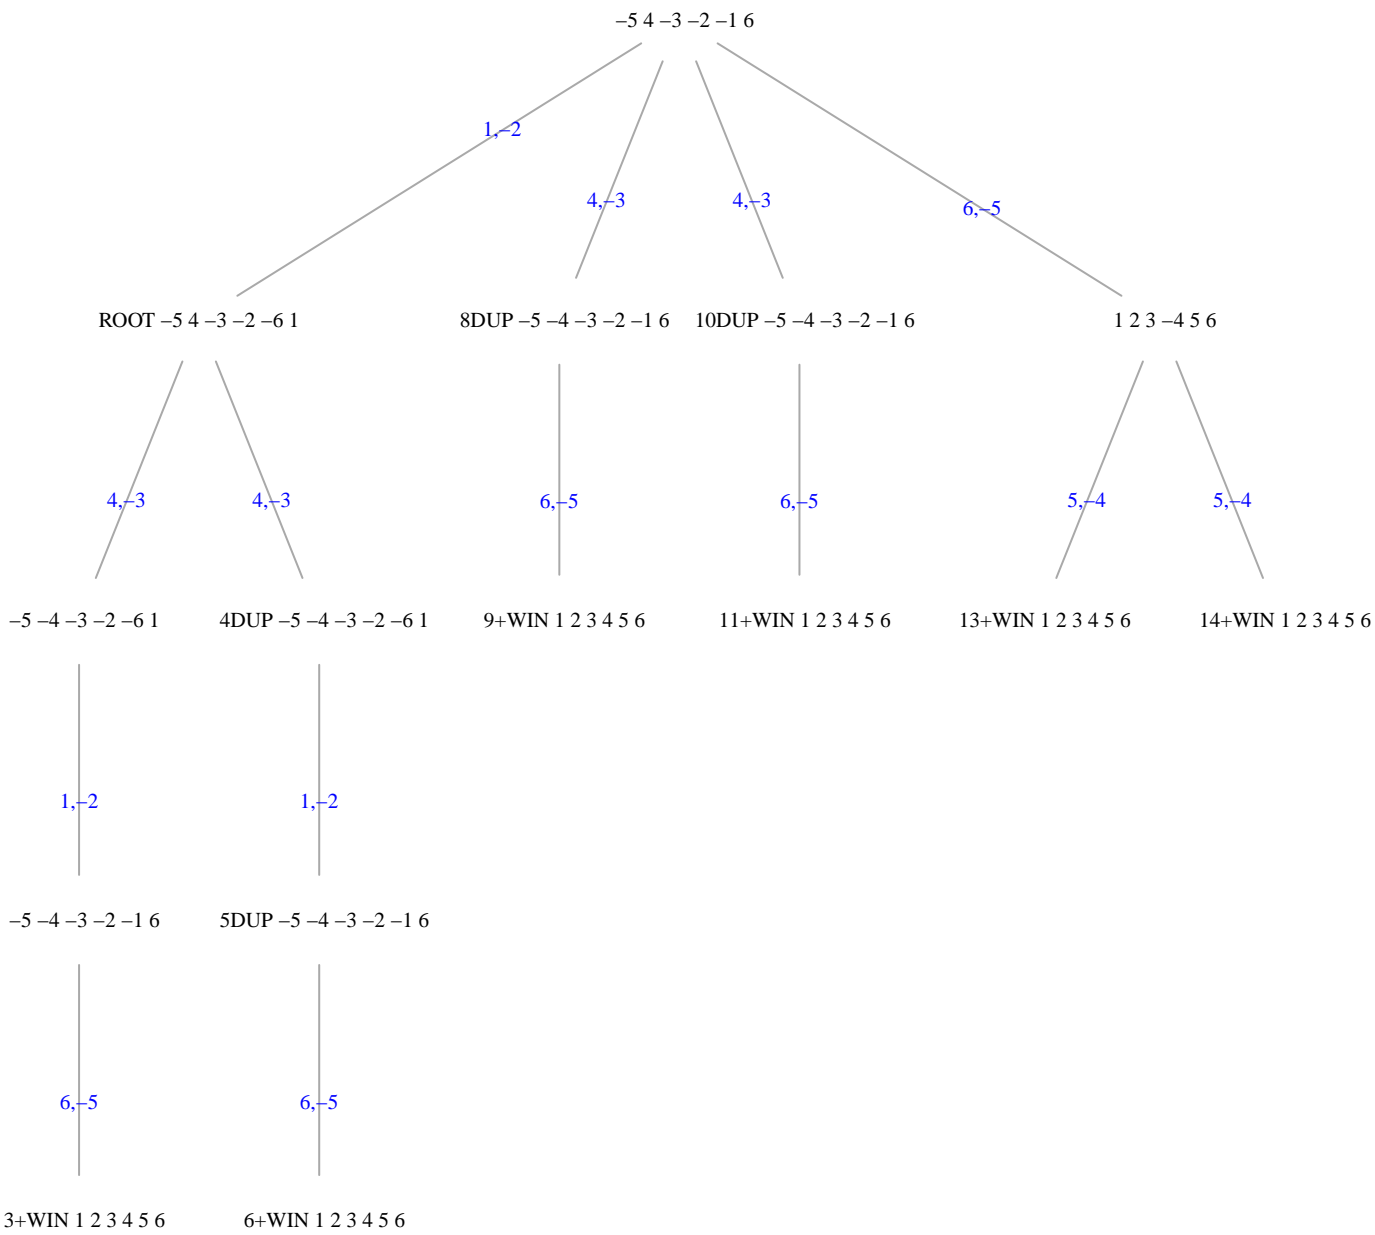 –5 4 –3 –2 –1 6
1,–2
4,–3
4,–3
6,–5
ROOT –5 4 –3 –2 –6 1
8DUP –5 –4 –3 –2 –1 6
10DUP –5 –4 –3 –2 –1 6
1 2 3 –4 5 6
4,–3
4,–3
6,–5
6,–5
5,–4
5,–4
–5 –4 –3 –2 –6 1
4DUP –5 –4 –3 –2 –6 1
9+WIN 1 2 3 4 5 6
11+WIN 1 2 3 4 5 6
13+WIN 1 2 3 4 5 6
14+WIN 1 2 3 4 5 6
1,–2
1,–2
–5 –4 –3 –2 –1 6
5DUP –5 –4 –3 –2 –1 6
6,–5
6,–5
3+WIN 1 2 3 4 5 6
6+WIN 1 2 3 4 5 6